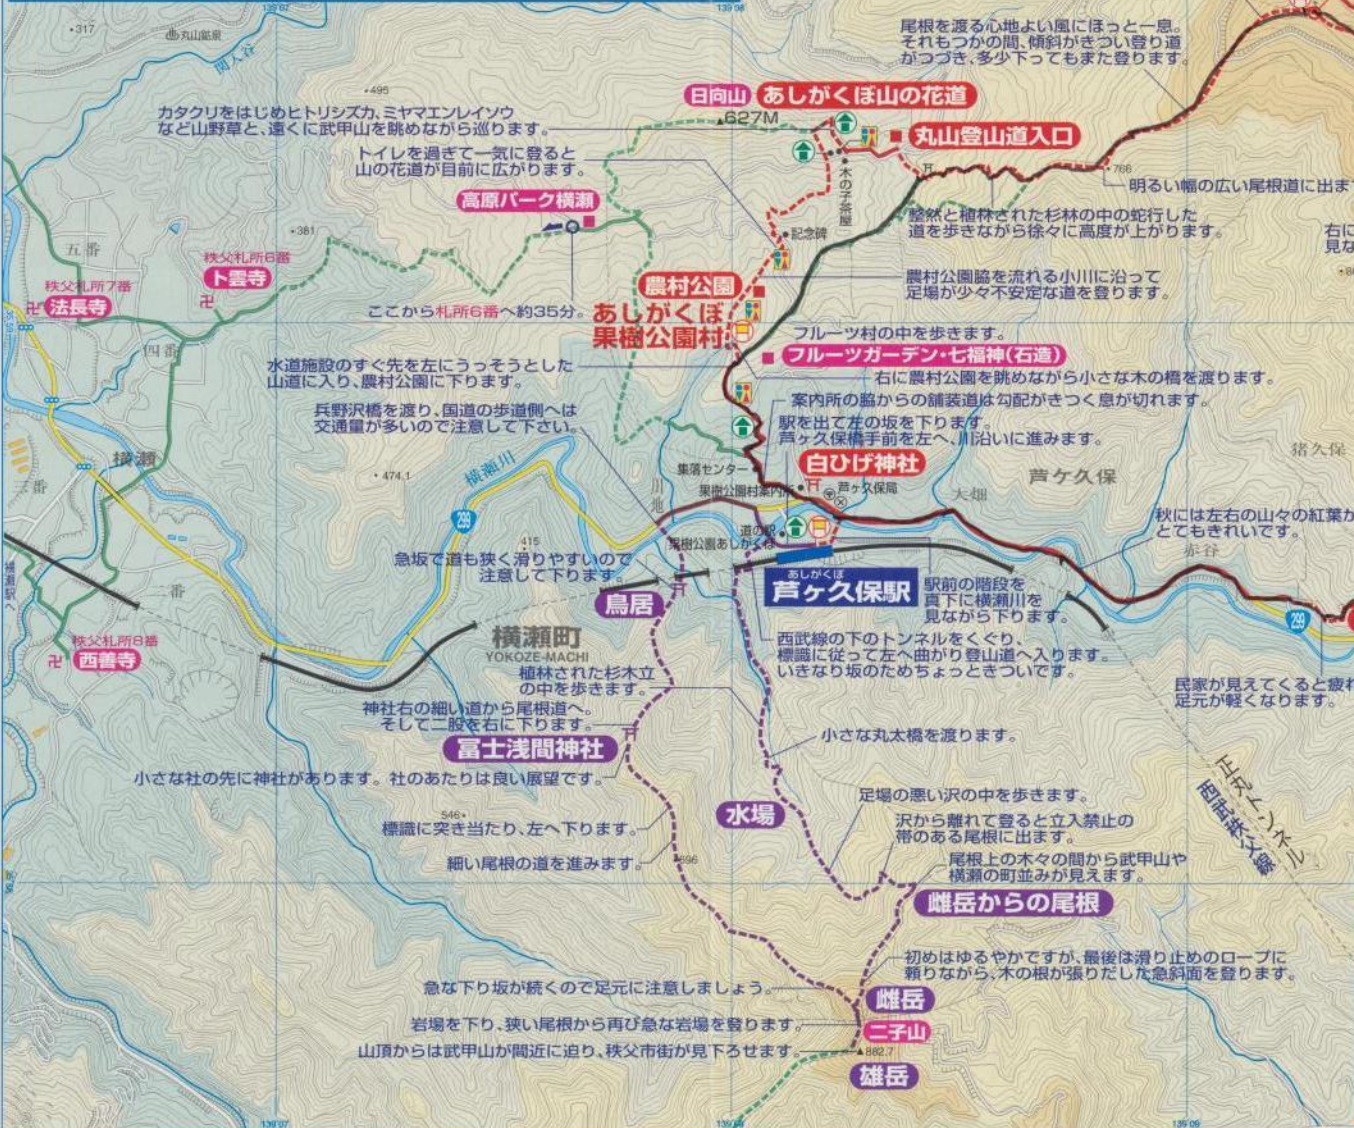 139°07'
139°08'
・317
丸山鉱泉
関入谷
・495
尾根を渡る心地よい風にほっと一息。
それもつかの間、傾斜がきつい登り道
がつづき、多少下ってもまた登ります。
カタクリをはじめヒトリシズカ、ミヤマエンレイソウ
など山野草と、遠くに武甲山を眺めながら巡ります。
日向山
あしがくぼ山の花道
▲627M
丸山登山道入口
トイレを過ぎて一気に登ると
山の花道が目前に広がります。
木の子茶屋
・766
明るい幅の広い尾根道に出ま
高原パーク横瀬
整然と植林された杉林の中の蛇行した
道を歩きながら徐々に高度が上がります。
・381
記念碑
右に
見な
五番
秩父札所6番
卜雲寺
秩父札所7番
法長寺
農村公園脇を流れる小川に沿って
足場が少々不安定な道を登ります。
農村公園
ここから札所6番へ約35分。
あしがくぼ
果樹公園村
フルーツ村の中を歩きます。
四番
フルーツガーデン・七福神(石造)
水道施設のすぐ先を左にうっそうとした
山道に入り、農村公園に下ります。
右に農村公園を眺めながら小さな木の橋を渡ります。
案内所の脇からの舗装道は勾配がきつく息が切れます。
兵野沢橋を渡り、国道の歩道側へは
交通量が多いので注意して下さい。
駅を出て左の坂を下ります。
芦ヶ久保橋手前を左へ、川沿いに進みます。
横瀬
三番
・474.1
横瀬川
集落センター
白ひげ神社
猪久保
芦ケ久保
川地
果樹公園村案内所
芦ヶ久保局
大畑
299
秋には左右の山々の紅葉が
とてもきれいです。
道の駅
果樹公園あしがくぼ
415
赤谷
急坂で道も狭く滑りやすいので
注意して下ります。
横瀬駅へ
二番
鳥居
あしがくぼ
芦ヶ久保駅
駅前の階段を
真下に横瀬川を
見ながら下ります。
299
秩父札所8番
西善寺
横瀬町
YOKOZE-MACHI
西武線の下のトンネルをくぐり、
標識に従って左へ曲がり登山道へ入ります。
いきなり坂のためちょっときついです。
植林された杉木立
の中を歩きます。
民家が見えてくると疲れ
足元が軽くなります。
神社右の細い道から尾根道へ。
そして二股を右に下ります。
小さな丸太橋を渡ります。
冨士浅間神社
小さな社の先に神社があります。社のあたりは良い展望です。
正丸トンネル
西武・秩父線
足場の悪い沢の中を歩きます。
水場
546・
標識に突き当たり、左へ下ります。
沢から離れて登ると立入禁止の
帯のある尾根に出ます。
細い尾根の道を進みます。
・696
尾根上の木々の間から武甲山や
横瀬の町並みが見えます。
雌岳からの尾根
初めはゆるやかですが、最後は滑り止めのロープに
頼りながら、木の根が張りだした急斜面を登ります。
急な下り坂が続くので足元に注意しましょう。
雌岳
岩場を下り、狭い尾根から再び急な岩場を登ります。
二子山
山頂からは武甲山が間近に迫り、秩父市街が見下ろせます。
▲882.7
雄岳
139°07'
139°08'
139°09'